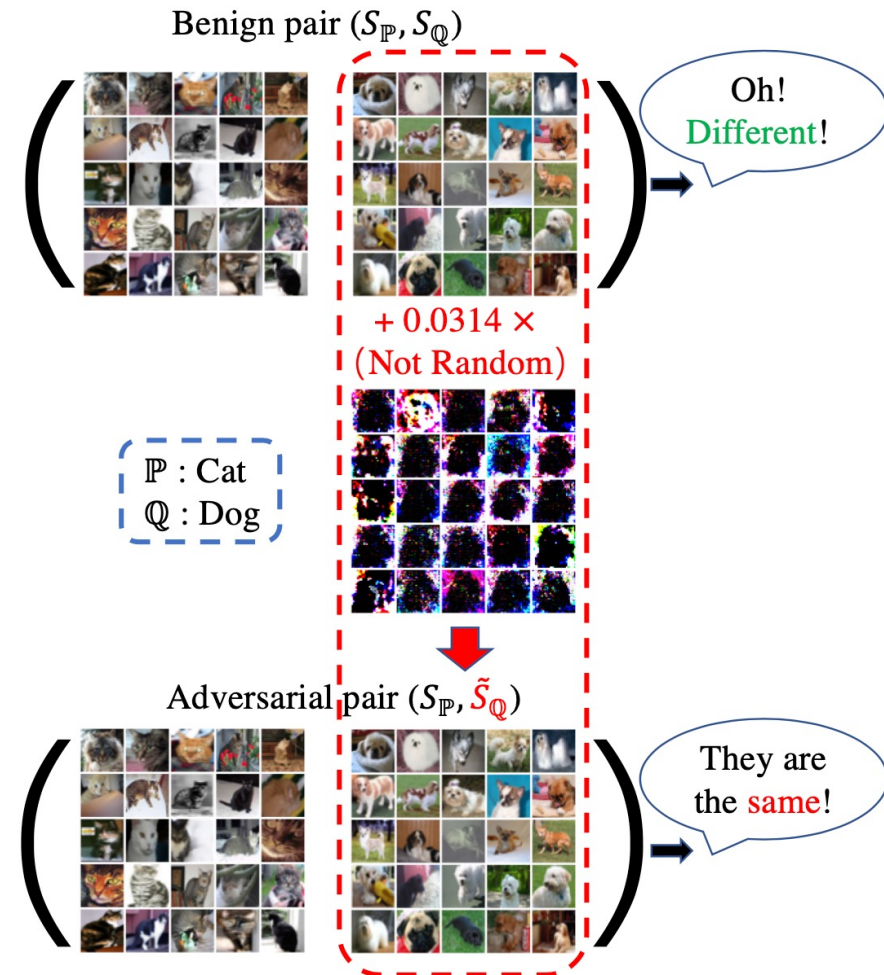 Benign pair (S_ℙ, S_ℚ)
Oh!
Different!
+ 0.0314 ×
(Not Random)
ℙ : Cat
ℚ : Dog
Adversarial pair (S_ℙ, S̃_ℚ)
They are
the same!